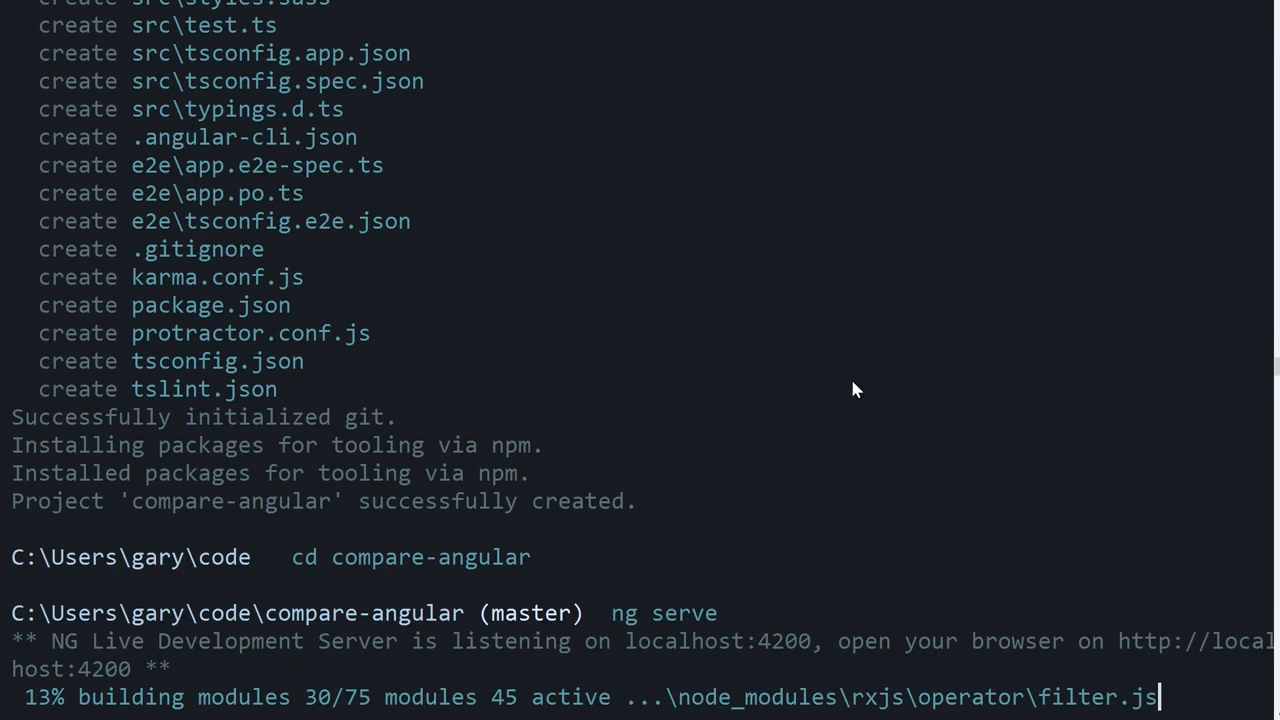 create src\styles.sass
create src\test.ts
create src\tsconfig.app.json
create src\tsconfig.spec.json
create src\typings.d.ts
create .angular-cli.json
create e2e\app.e2e-spec.ts
create e2e\app.po.ts
create e2e\tsconfig.e2e.json
create .gitignore
create karma.conf.js
create package.json
create protractor.conf.js
create tsconfig.json
create tslint.json
Successfully initialized git.
Installing packages for tooling via npm.
Installed packages for tooling via npm.
Project 'compare-angular' successfully created.
C:\Users\gary\code cd compare-angular
C:\Users\gary\code\compare-angular (master) ng serve
** NG Live Development Server is listening on localhost:4200, open your browser on http://local
host:4200 **
13% building modules 30/75 modules 45 active ...\node_modules\rxjs\operator\filter.js